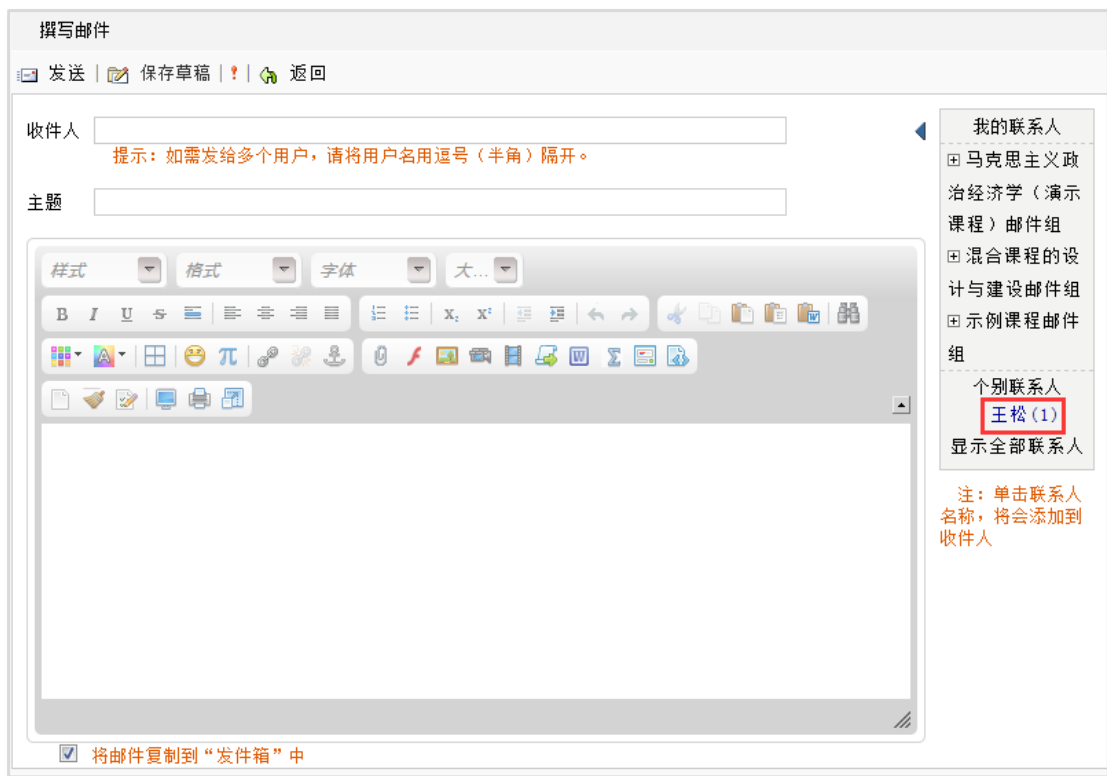 撰写邮件
发送 | 保存草稿 | ! | 返回
收件人
提示：如需发给多个用户，请将用户名用逗号（半角）隔开。
主题
样式 格式 字体 大...
B I U S X₂ X²
将邮件复制到“发件箱”中
我的联系人
马克思主义政
治经济学（演示
课程）邮件组
混合课程的设
计与建设邮件组
示例课程邮件
组
个别联系人
王松(1)
显示全部联系人
注：单击联系人
名称，将会添加到
收件人